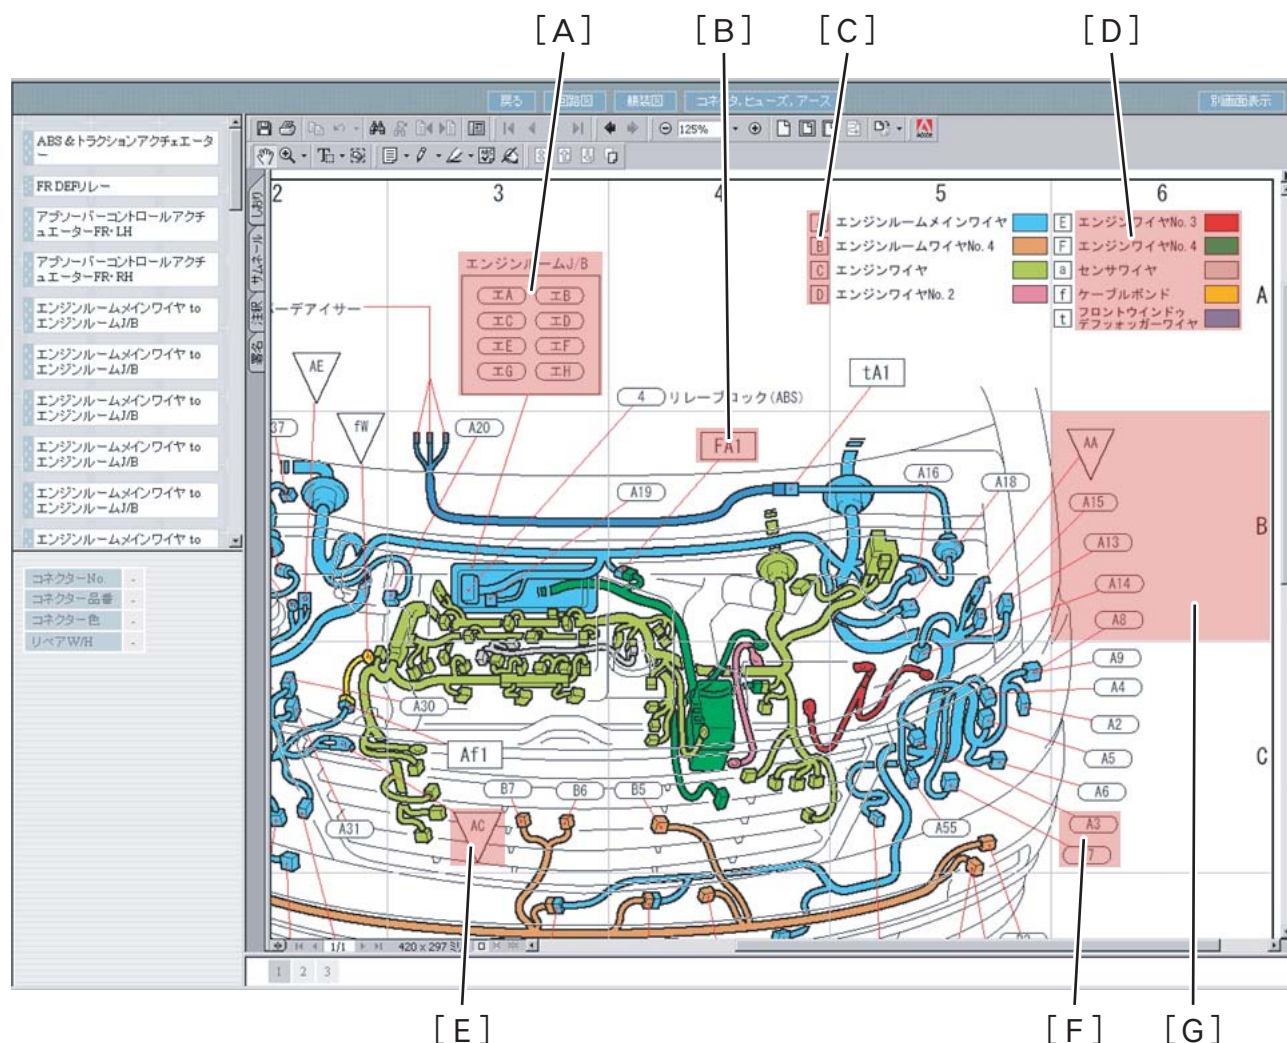 [A]
[B]
[C]
[D]
戻る
回路図
艤装図
コネクタ,ヒューズ,アース
別画面表示
ABS &トラクションアクチュエーター
FR DEFリレー
アブソーバーコントロールアクチュエーターFR・LH
アブソーバーコントロールアクチュエーターFR・RH
エンジンルームメインワイヤ to
エンジンルームJ/B
エンジンルームメインワイヤ to
エンジンルームJ/B
エンジンルームメインワイヤ to
エンジンルームJ/B
エンジンルームメインワイヤ to
エンジンルームJ/B
エンジンルームメインワイヤ to
エンジンルームJ/B
エンジンルームメインワイヤ to
コネクターNo. -
コネクター品番 -
コネクター色 -
リペアW/H -
125%
しおり
サムネール
注釈
署名
2
3
4
5
6
A
B
C
エンジンルームメインワイヤ
B エンジンルームワイヤNo.4
C エンジンワイヤ
D エンジンワイヤNo.2
E エンジンワイヤNo.3
F エンジンワイヤNo.4
a センサワイヤ
f ケーブルボンド
t フロントウインドゥ
デフォッガーワイヤ
エンジンルームJ/B
エA エB
エC エD
エE エF
エG エH
ーデアイサー
AE
fW
37
A20
4 リレーブロック(ABS)
FA1
tA1
A19
A16
A18
AA
A15
A13
A14
A8
A9
A4
A2
A5
A6
A3
A55
A30
Af1
A31
AC
B7
B6
B5
1/1
420 x 297 ミリ
1 2 3
[E]
[F]
[G]